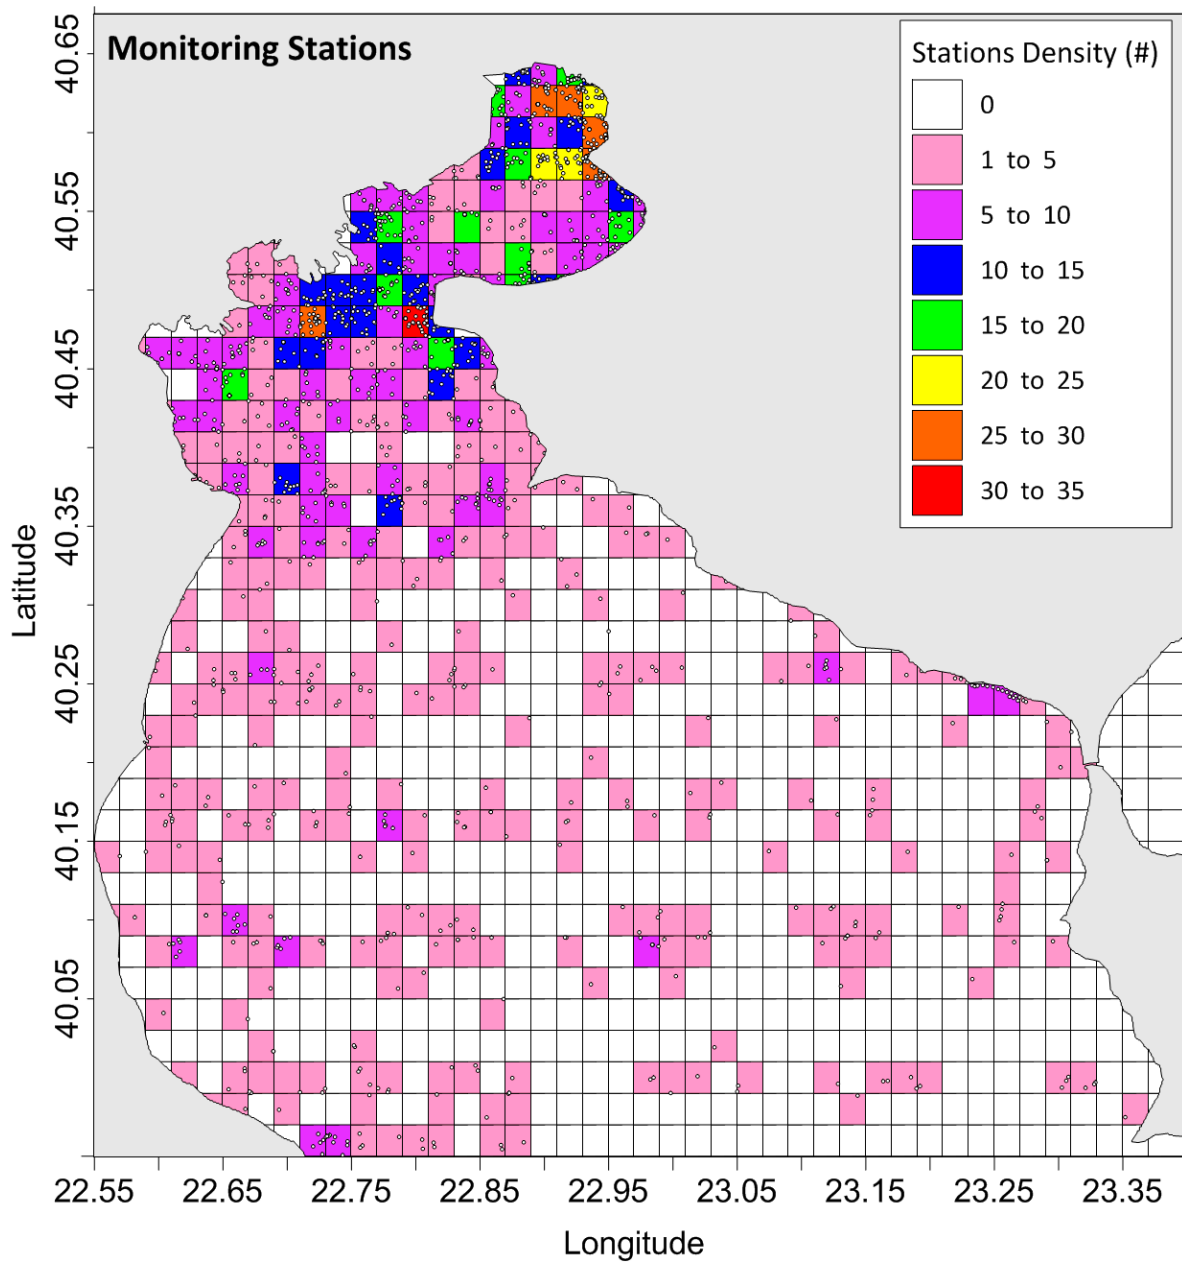 Monitoring Stations
Stations Density (#)
0
1 to 5
5 to 10
10 to 15
15 to 20
20 to 25
25 to 30
30 to 35
40.65
40.55
40.45
40.35
40.25
40.15
40.05
Latitude
22.55 22.65 22.75 22.85 22.95 23.05 23.15 23.25 23.35
Longitude